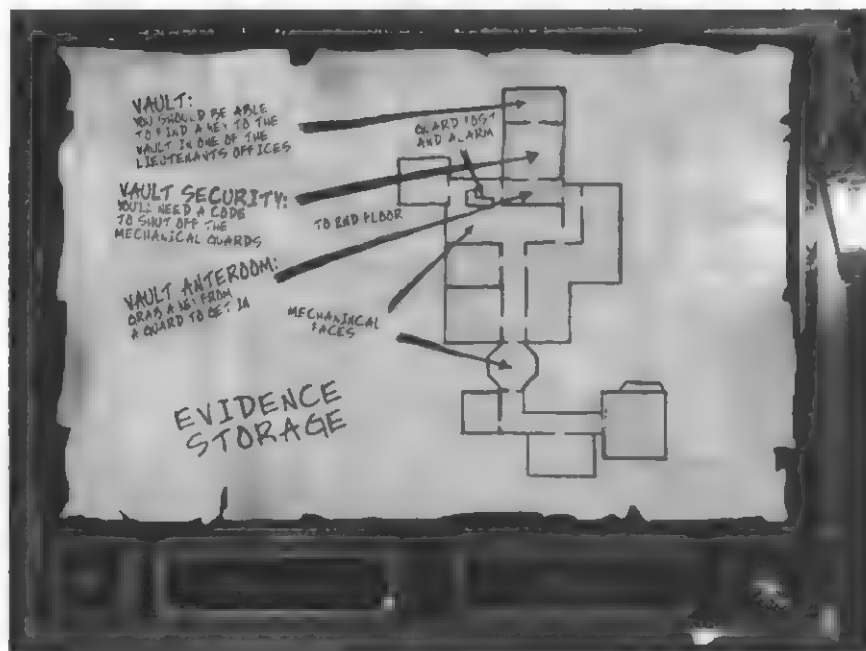 VAULT:
YOU SHOULD BE ABLE
TO FIND A KEY TO THE
VAULT IN ONE OF THE
LIEUTENANTS OFFICES
GUARD POST
AND ALARM
VAULT SECURITY:
YOU'LL NEED A CODE
TO SHUT OFF THE
MECHANICAL GUARDS
TO 2ND FLOOR
VAULT ANTEROOM:
GRAB A KEY FROM
A GUARD TO GET IN
MECHANINCAL
FACES
EVIDENCE
STORAGE